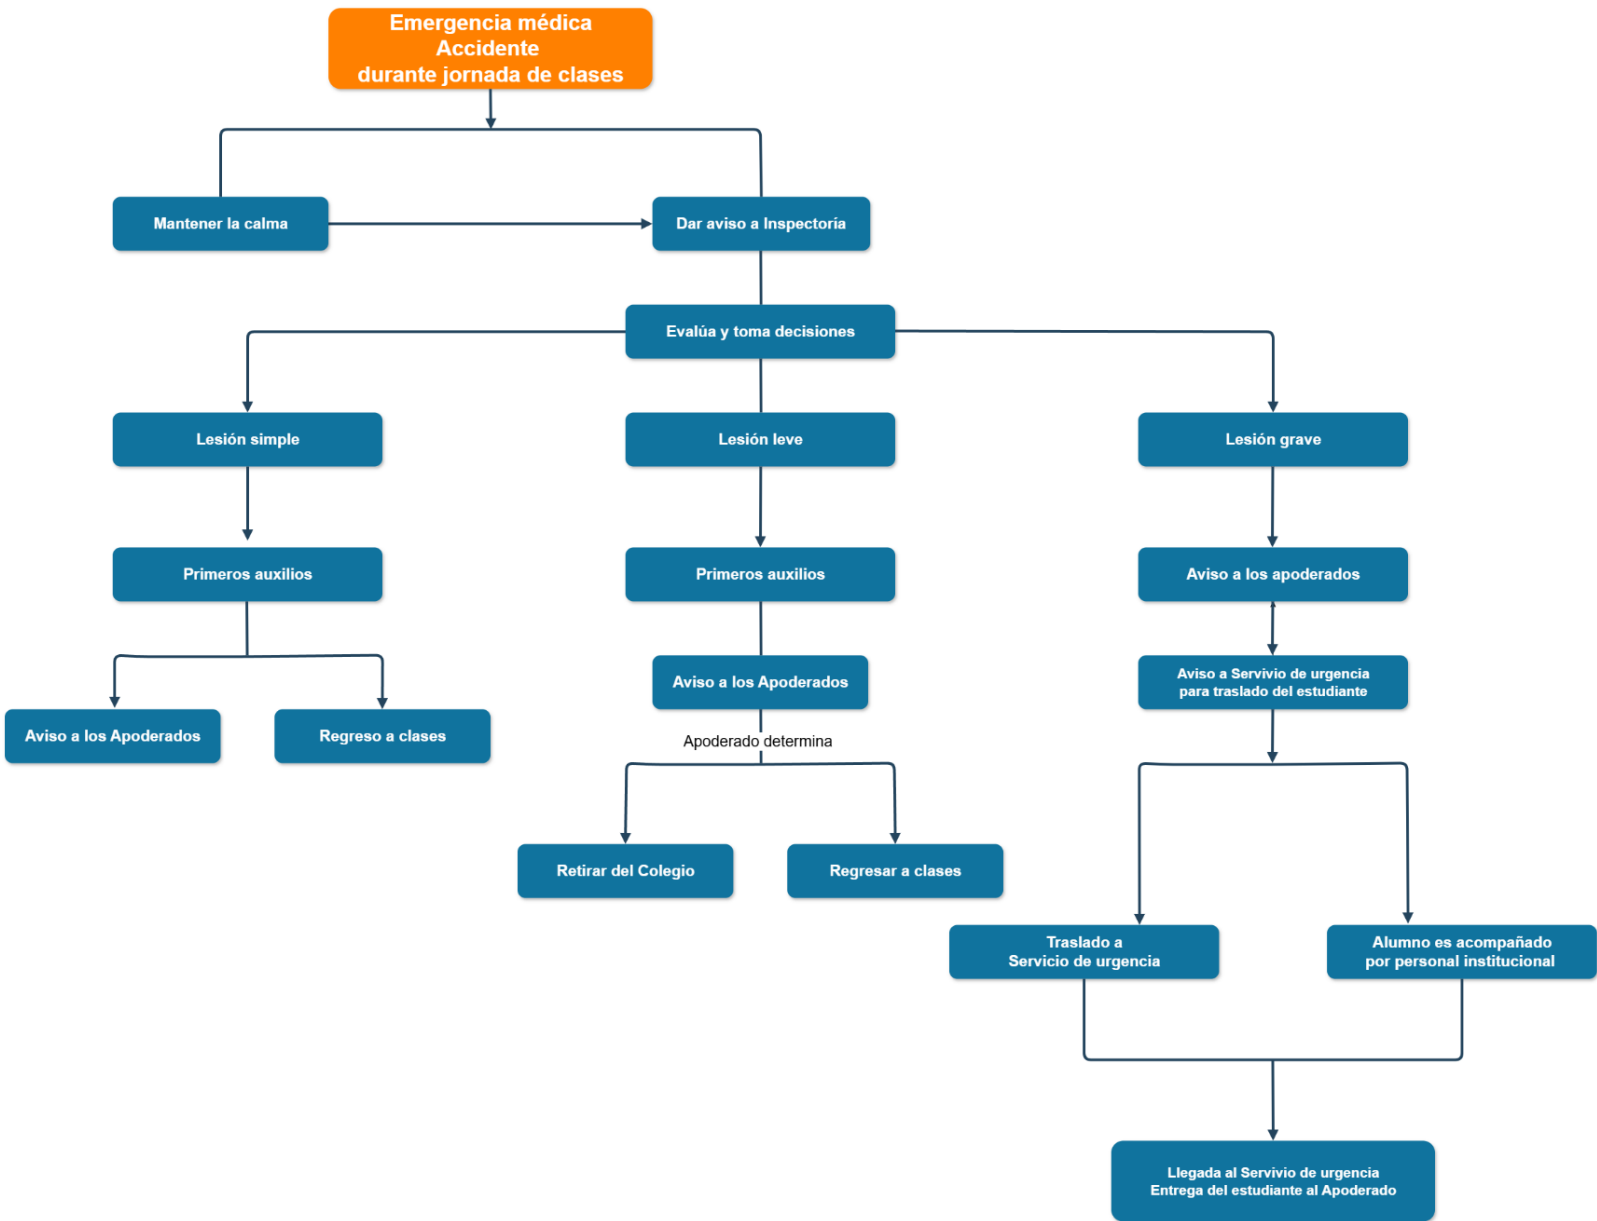 Emergencia médica
Accidente
durante jornada de clases
Mantener la calma
Dar aviso a Inspectoría
Evalúa y toma decisiones
Lesión simple
Lesión leve
Lesión grave
Primeros auxilios
Primeros auxilios
Aviso a los apoderados
Aviso a los Apoderados
Regreso a clases
Aviso a los Apoderados
Apoderado determina
Aviso a Servivio de urgencia
para traslado del estudiante
Retirar del Colegio
Regresar a clases
Traslado a
Servicio de urgencia
Alumno es acompañado
por personal institucional
Llegada al Servivio de urgencia
Entrega del estudiante al Apoderado